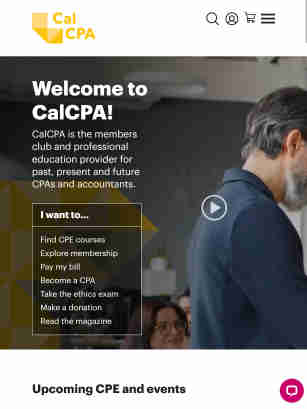 Cal
CPA
Welcome to
CalCPA!
CalCPA is the members
club and professional
education provider for
past, present and future
CPAs and accountants.
I want to...
Find CPE courses
Explore membership
Pay my bill
Become a CPA
Take the ethics exam
Make a donation
Read the magazine
Upcoming CPE and events